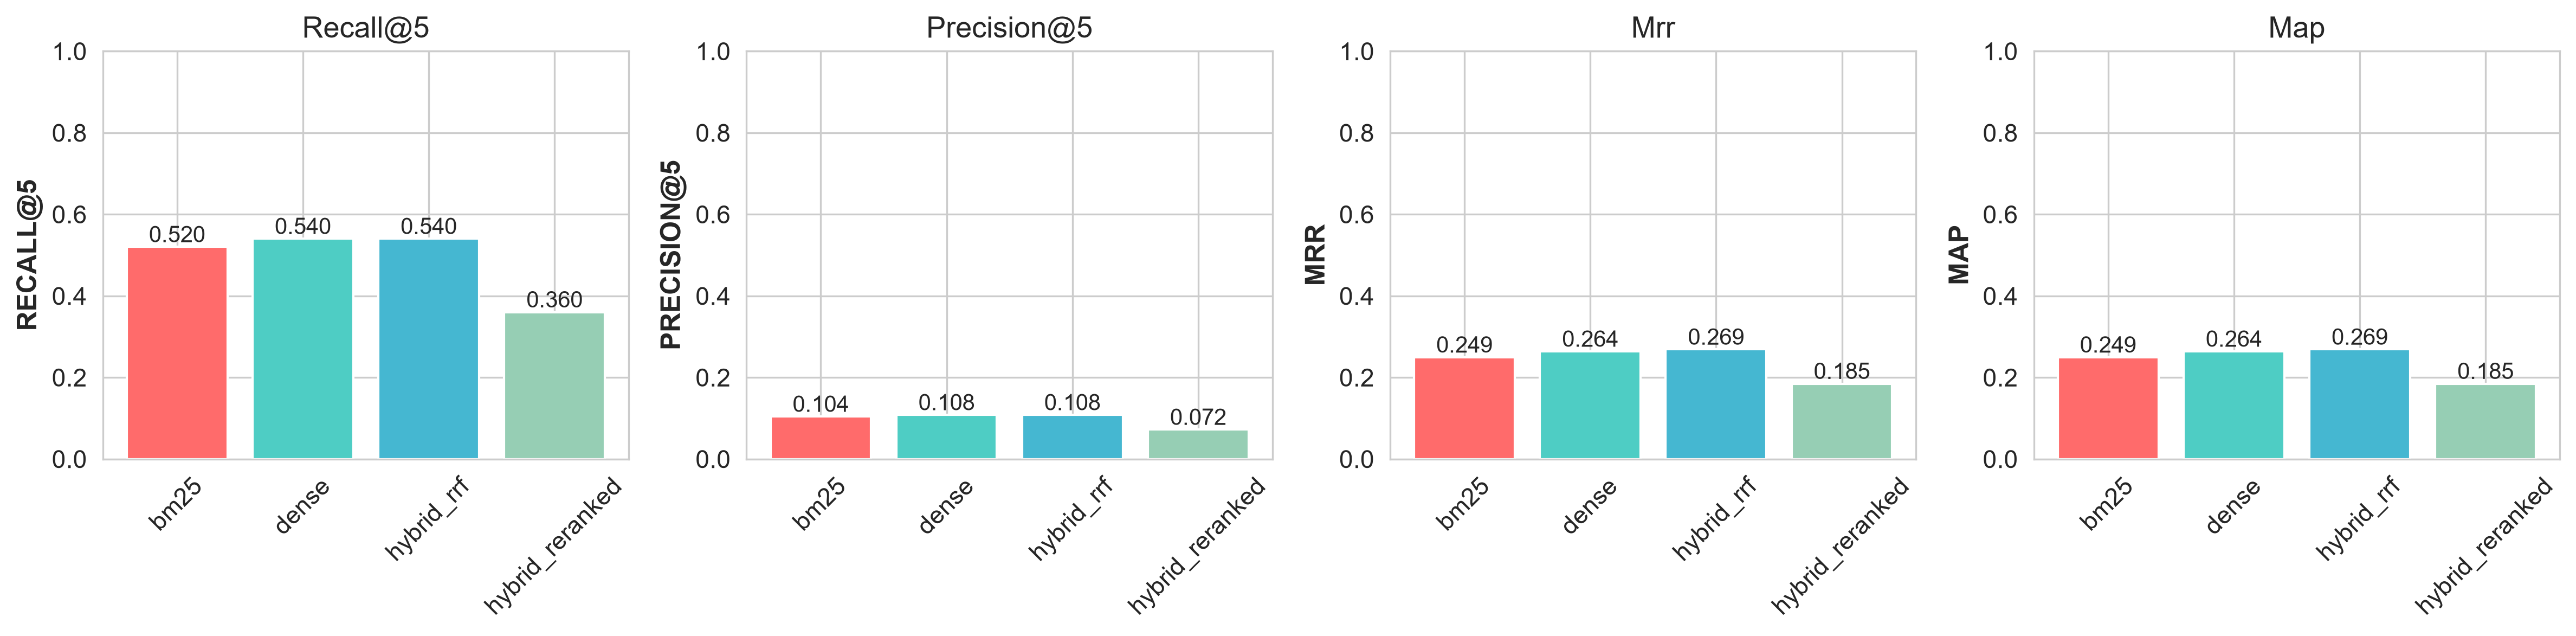 Recall@5
RECALL@5
1.0
0.8
0.6
0.4
0.2
0.0
0.520
0.540
0.540
0.360
bm25
dense
hybrid_rrf
hybrid_reranked
Precision@5
PRECISION@5
1.0
0.8
0.6
0.4
0.2
0.0
0.104
0.108
0.108
0.072
bm25
dense
hybrid_rrf
hybrid_reranked
Mrr
MRR
1.0
0.8
0.6
0.4
0.2
0.0
0.249
0.264
0.269
0.185
bm25
dense
hybrid_rrf
hybrid_reranked
Map
MAP
1.0
0.8
0.6
0.4
0.2
0.0
0.249
0.264
0.269
0.185
bm25
dense
hybrid_rrf
hybrid_reranked